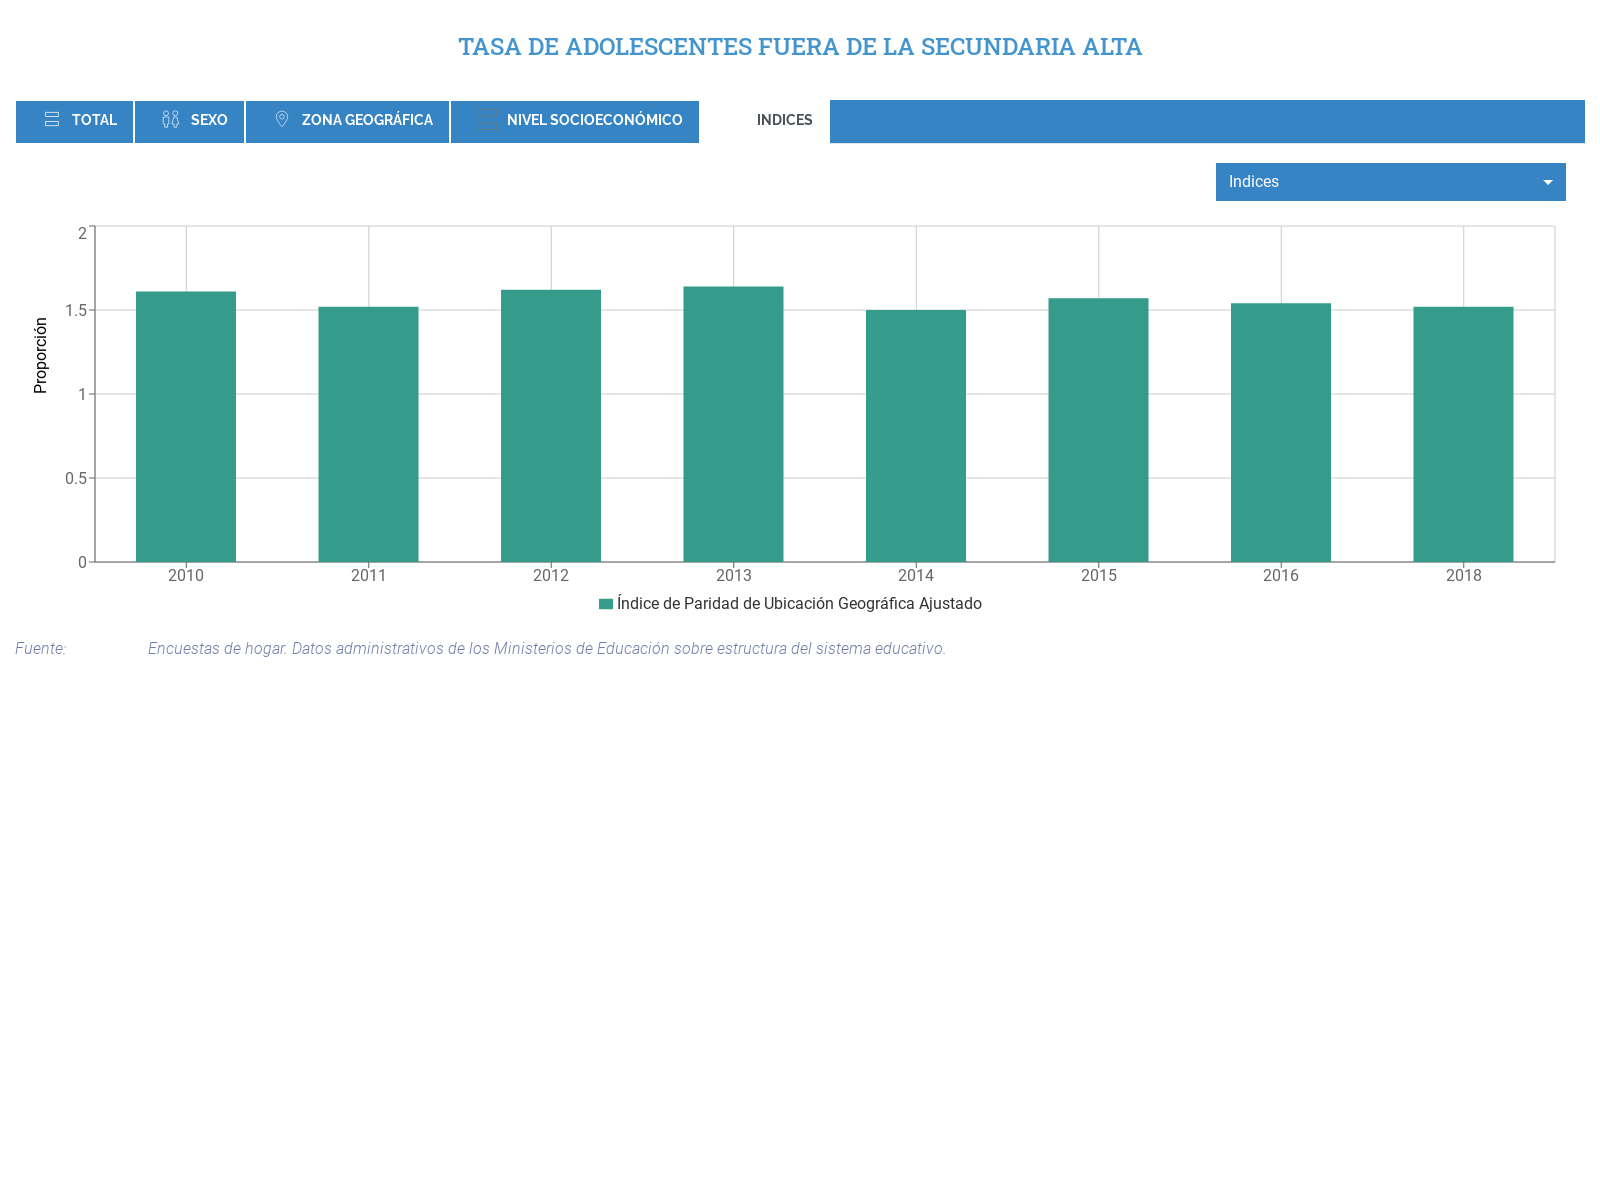 TASA DE ADOLESCENTES FUERA DE LA SECUNDARIA ALTA
TOTAL SEXO ZONA GEOGRÁFICA NIVEL SOCIOECONÓMICO INDICES
Indices
Proporción
2
1.5
1
0.5
0
2010 2011 2012 2013 2014 2015 2016 2018
Índice de Paridad de Ubicación Geográfica Ajustado
Fuente: Encuestas de hogar. Datos administrativos de los Ministerios de Educación sobre estructura del sistema educativo.